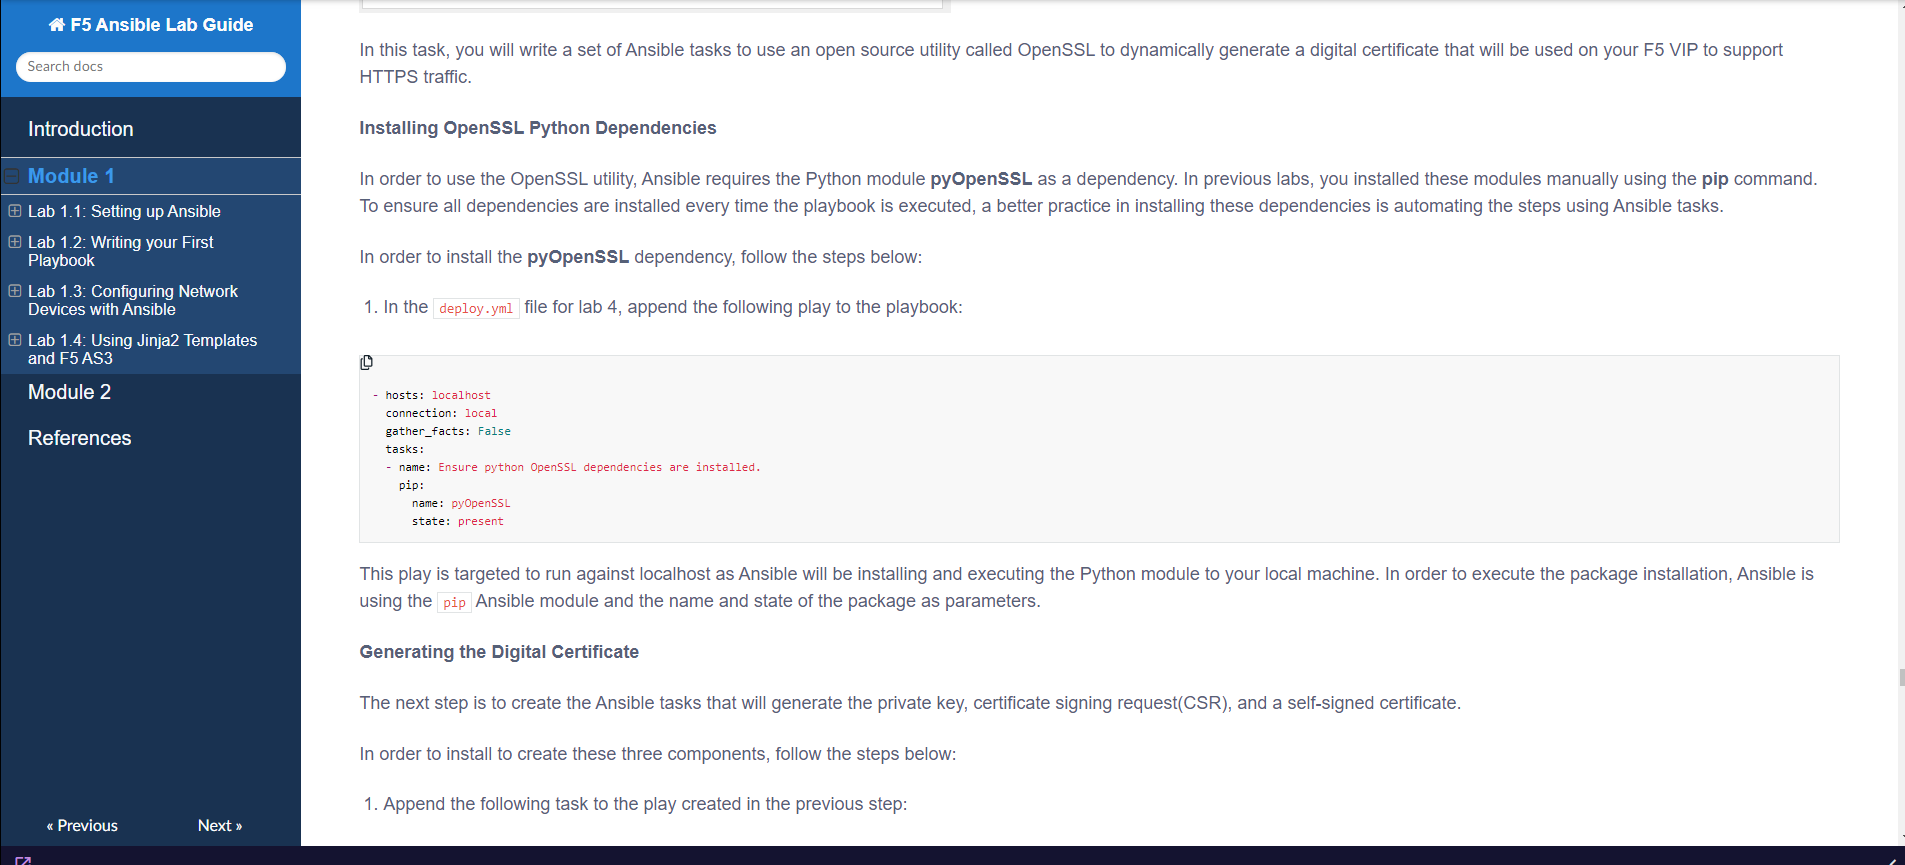 F5 Ansible Lab Guide
Search docs
Introduction
Module 1
Lab 1.1: Setting up Ansible
Lab 1.2: Writing your First
Playbook
Lab 1.3: Configuring Network
Devices with Ansible
Lab 1.4: Using Jinja2 Templates
and F5 AS3
Module 2
References
« Previous
Next »
In this task, you will write a set of Ansible tasks to use an open source utility called OpenSSL to dynamically generate a digital certificate that will be used on your F5 VIP to support
HTTPS traffic.
Installing OpenSSL Python Dependencies
In order to use the OpenSSL utility, Ansible requires the Python module pyOpenSSL as a dependency. In previous labs, you installed these modules manually using the pip command.
To ensure all dependencies are installed every time the playbook is executed, a better practice in installing these dependencies is automating the steps using Ansible tasks.
In order to install the pyOpenSSL dependency, follow the steps below:
1. In the deploy.yml file for lab 4, append the following play to the playbook:
- hosts: localhost
connection: local
gather_facts: False
tasks:
- name: Ensure python OpenSSL dependencies are installed.
pip:
name: pyOpenSSL
state: present
This play is targeted to run against localhost as Ansible will be installing and executing the Python module to your local machine. In order to execute the package installation, Ansible is
using the pip Ansible module and the name and state of the package as parameters.
Generating the Digital Certificate
The next step is to create the Ansible tasks that will generate the private key, certificate signing request(CSR), and a self-signed certificate.
In order to install to create these three components, follow the steps below:
1. Append the following task to the play created in the previous step: